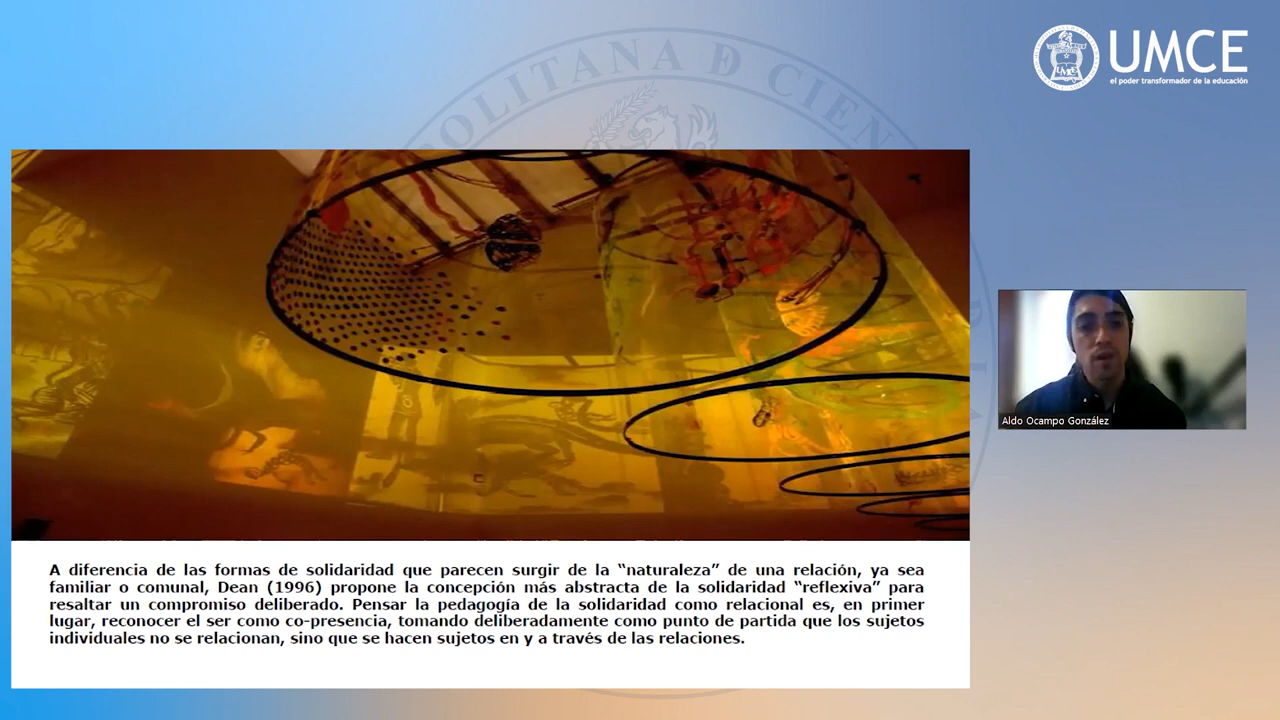 UMCE
el poder transformador de la educación
POLITANA Đ CIEN
Aldo Ocampo González
A diferencia de las formas de solidaridad que parecen surgir de la “naturaleza” de una relación, ya sea
familiar o comunal, Dean (1996) propone la concepción más abstracta de la solidaridad “reflexiva” para
resaltar un compromiso deliberado. Pensar la pedagogía de la solidaridad como relacional es, en primer
lugar, reconocer el ser como co-presencia, tomando deliberadamente como punto de partida que los sujetos
individuales no se relacionan, sino que se hacen sujetos en y a través de las relaciones.